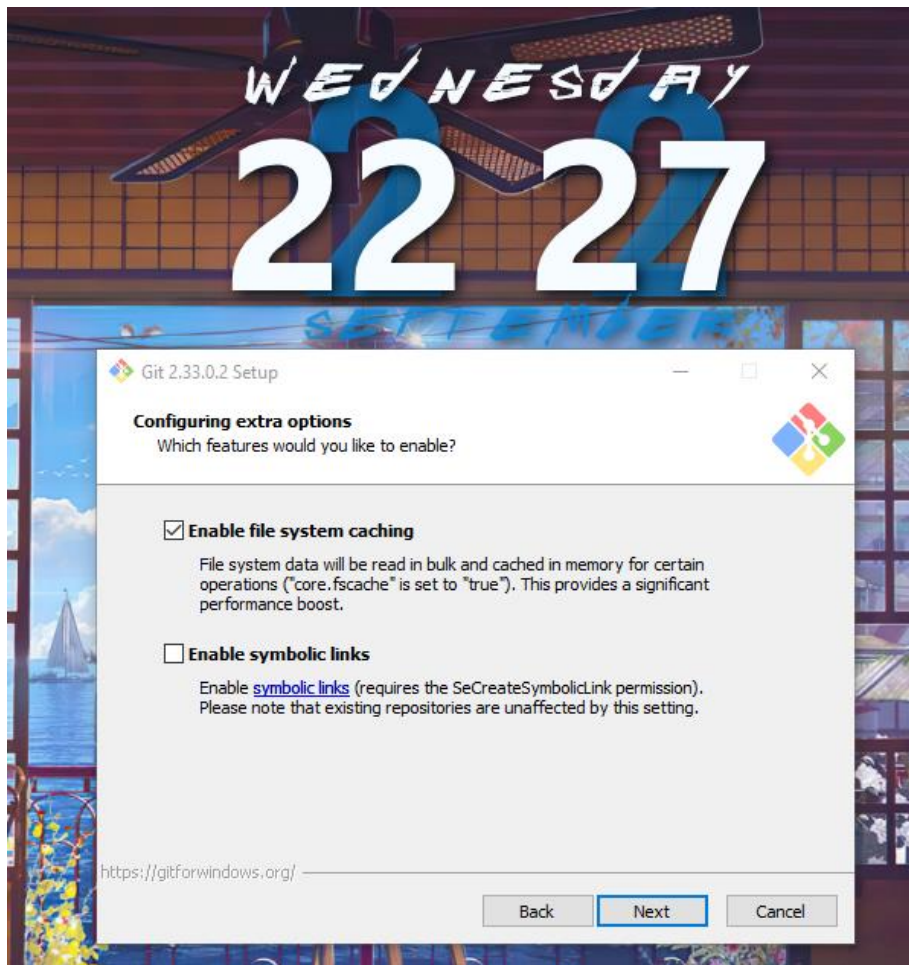 WEdNESdAy
22
22 27
SEPTEMBER
Git 2.33.0.2 Setup
Configuring extra options
Which features would you like to enable?
Enable file system caching
File system data will be read in bulk and cached in memory for certain
operations ("core.fscache" is set to "true"). This provides a significant
performance boost.
Enable symbolic links
Enable symbolic links (requires the SeCreateSymbolicLink permission).
Please note that existing repositories are unaffected by this setting.
https://gitforwindows.org/
Back Next Cancel